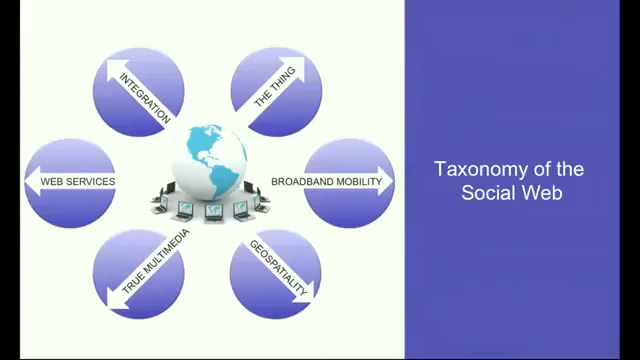 INTEGRATION
THE THING
WEB SERVICES
BROADBAND MOBILITY
TRUE MULTIMEDIA
GEOSPATIALITY
Taxonomy of the
Social Web